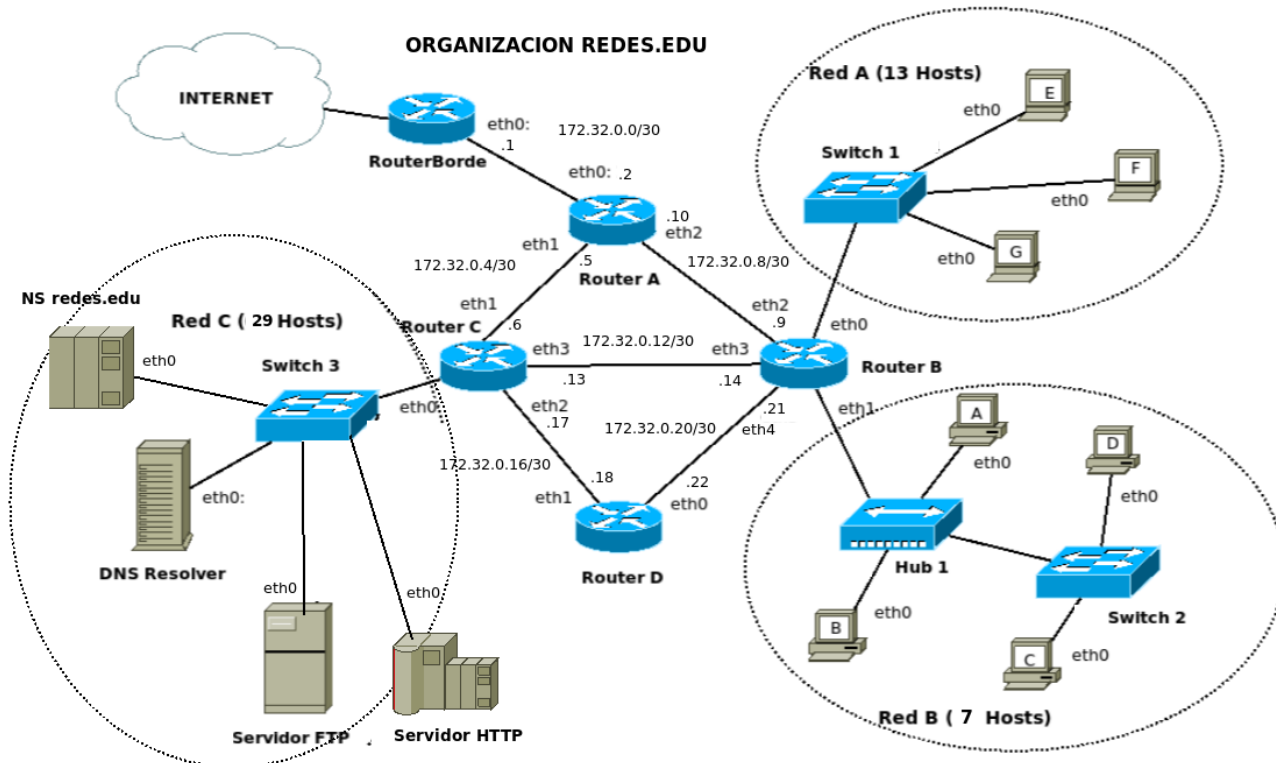 ORGANIZACION REDES.EDU
INTERNET
eth0:
172.32.0.0/30
.1
RouterBorde
eth0: .2
.10
eth2
eth1
.5
172.32.0.4/30
172.32.0.8/30
Router A
Red A (13 Hosts)
eth0
E
Switch 1
F
eth0
eth0
G
eth0
NS redes.edu
eth0
Red C ( 29 Hosts)
Switch 3
eth0
eth0:
DNS Resolver
eth0
eth0
Servidor FTP
Servidor HTTP
eth1
.6
Router C
eth3
172.32.0.12/30
eth3
.13
.14
eth2
.9
Router B
eth2
.17
.21
eth4
172.32.0.20/30
172.32.0.16/30
.18
.22
eth1
eth0
Router D
eth1
A
eth0
D
eth0
Hub 1
eth0
B
Switch 2
C
eth0
Red B ( 7 Hosts)